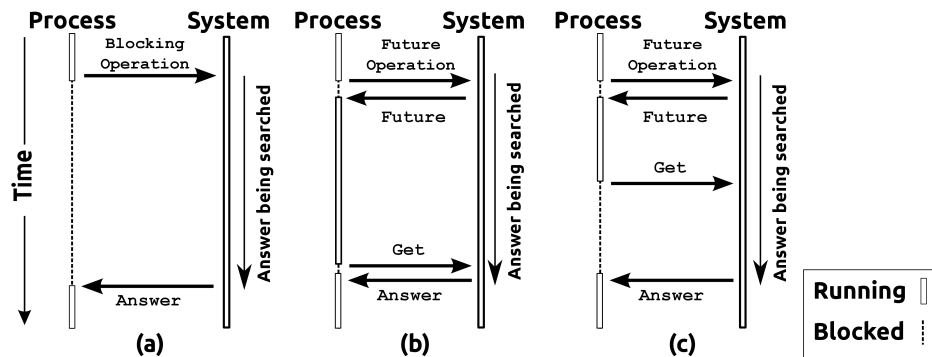 Process System
Blocking
Operation
Answer
Answer being searched
Time
(a)
Process System
Future
Operation
Future
Get
Answer
Answer being searched
(b)
Process System
Future
Operation
Future
Get
Answer
Answer being searched
(c)
Running
Blocked